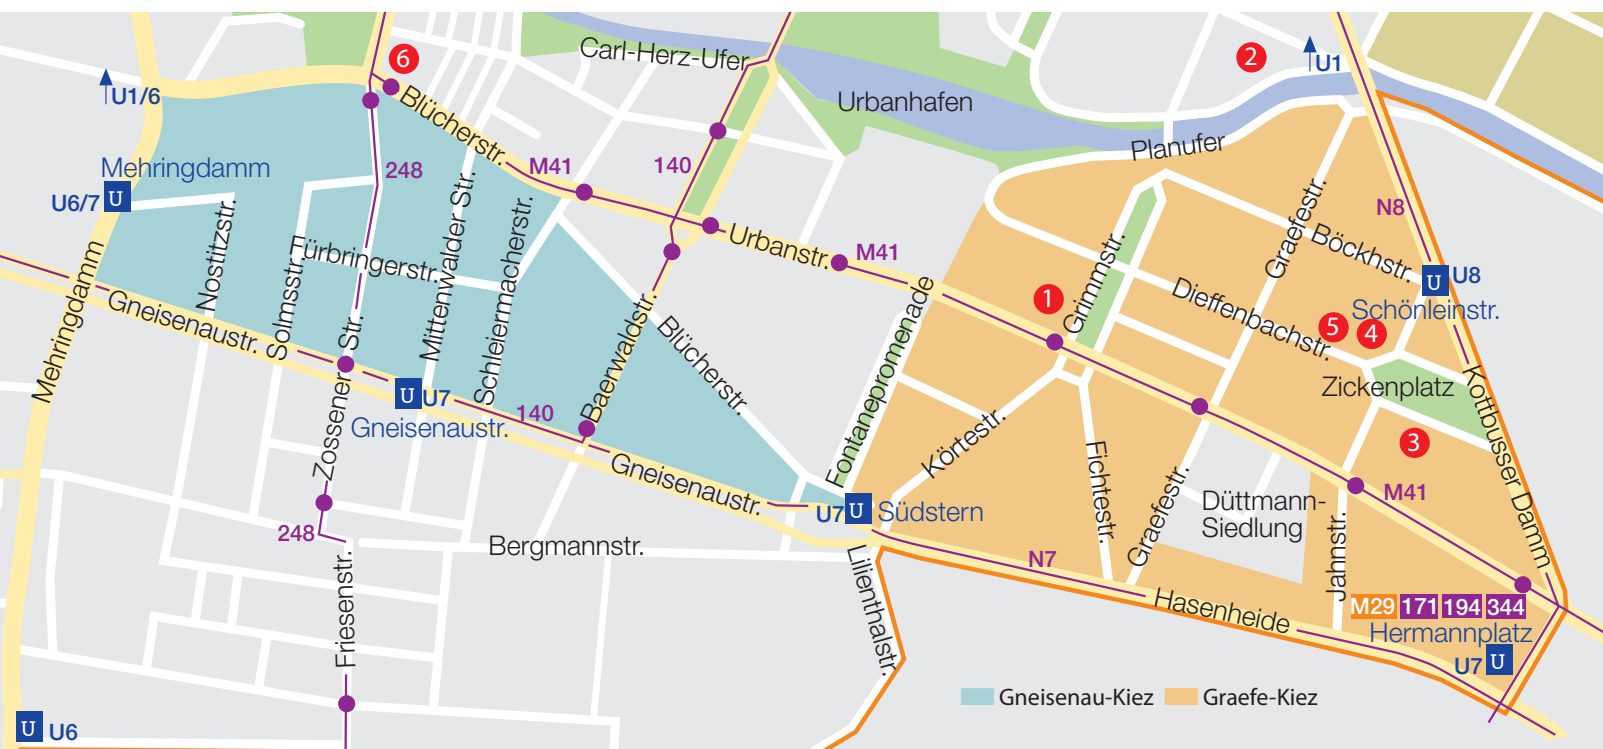 6
Carl-Herz-Ufer
2
U1
U1/6
Blücherstr.
Urbanhafen
Planufer
Mehringdamm
U6/7 U
248
M41
140
N8
Nostitzstr.
Solmsstr.
Fürbringerstr.
Mittenwalder Str.
Schleiermacherstr.
Urbanstr.
M41
Graefestr.
Böckhstr.
U U8
Schönleinstr.
Grimmstr.
1
Dieffenbachstr.
5
4
Zickenplatz
Mehringdamm
Gneisenaustr.
Zossener Str.
U U7
Gneisenaustr.
140
Baerwaldstr.
Blücherstr.
Fontanepromenade
Körtestr.
Fichtestr.
Graefestr.
3
Kottbusser Damm
M41
Düttmann-
Siedlung
Jahnstr.
Gneisenaustr.
U7 U Südstern
248
Bergmannstr.
Friesenstr.
Lilienthalstr.
N7
Hasenheide
M29 171 194 344
Hermannplatz
U7 U
Gneisenau-Kiez
Graefe-Kiez
U U6